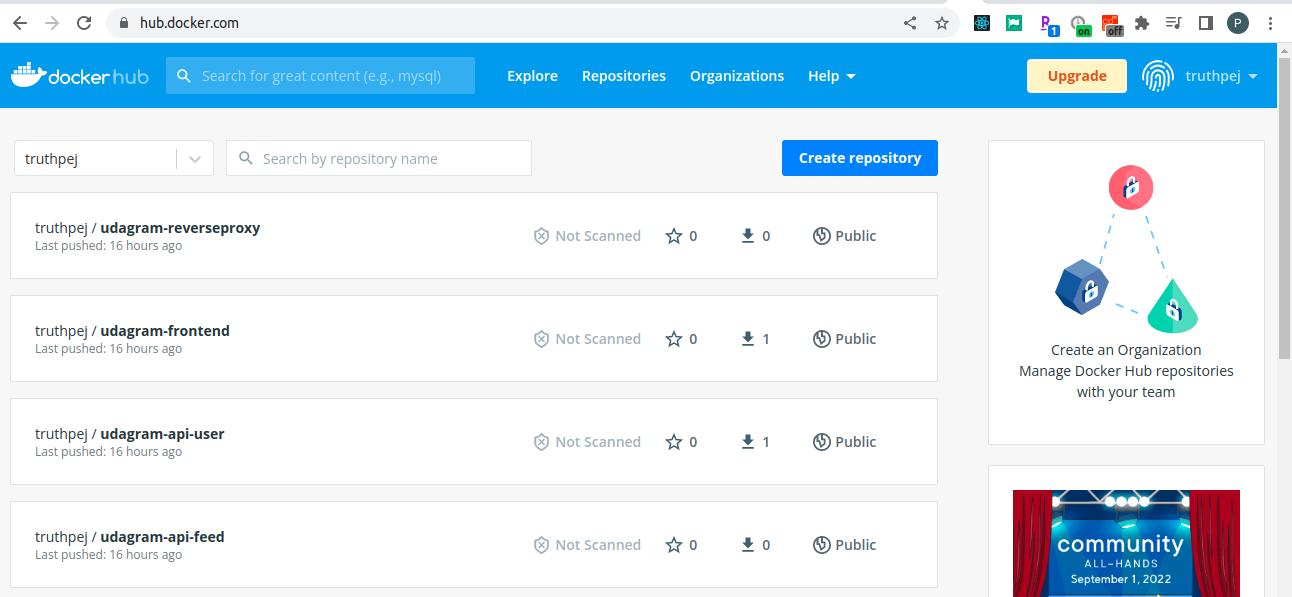 hub.docker.com
1
on
off
P
docker hub
Search for great content (e.g., mysql)
Explore
Repositories
Organizations
Help
Upgrade
truthpej
truthpej
Search by repository name
Create repository
truthpej / udagram-reverseproxy
Last pushed: 16 hours ago
Not Scanned
0
0
Public
truthpej / udagram-frontend
Last pushed: 16 hours ago
Not Scanned
0
1
Public
truthpej / udagram-api-user
Last pushed: 16 hours ago
Not Scanned
0
1
Public
truthpej / udagram-api-feed
Last pushed: 16 hours ago
Not Scanned
0
0
Public
Create an Organization
Manage Docker Hub repositories
with your team
community
ALL-HANDS
September 1, 2022